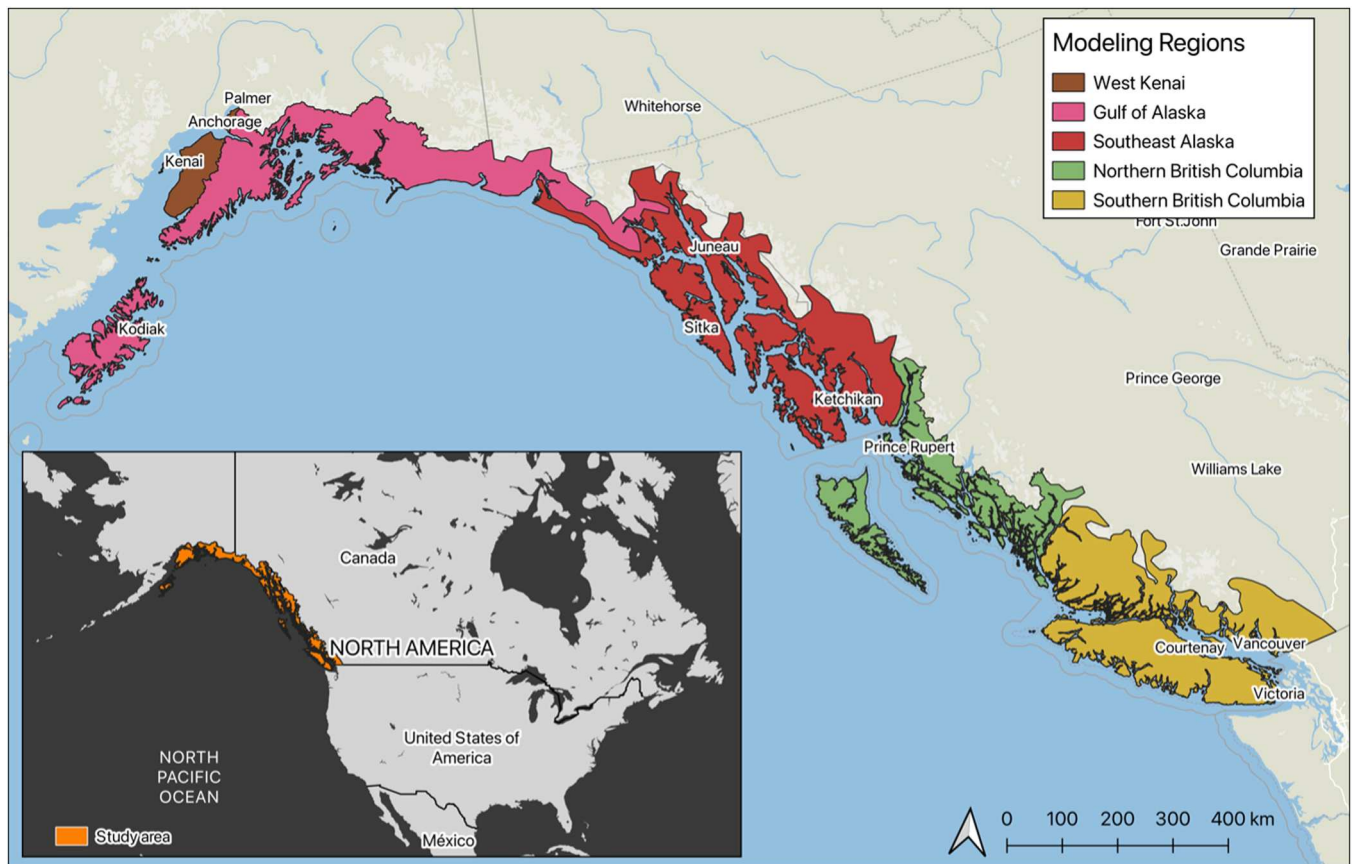 Modeling Regions
West Kenai
Gulf of Alaska
Southeast Alaska
Northern British Columbia
Southern British Columbia
Palmer
Anchorage
Kenai
Kodiak
Whitehorse
Juneau
Sitka
Ketchikan
Prince Rupert
Fort St.John
Grande Prairie
Prince George
Williams Lake
Courtenay
Vancouver
Victoria
Canada
NORTH AMERICA
United States of
America
NORTH
PACIFIC
OCEAN
México
Study area
0 100 200 300 400 km